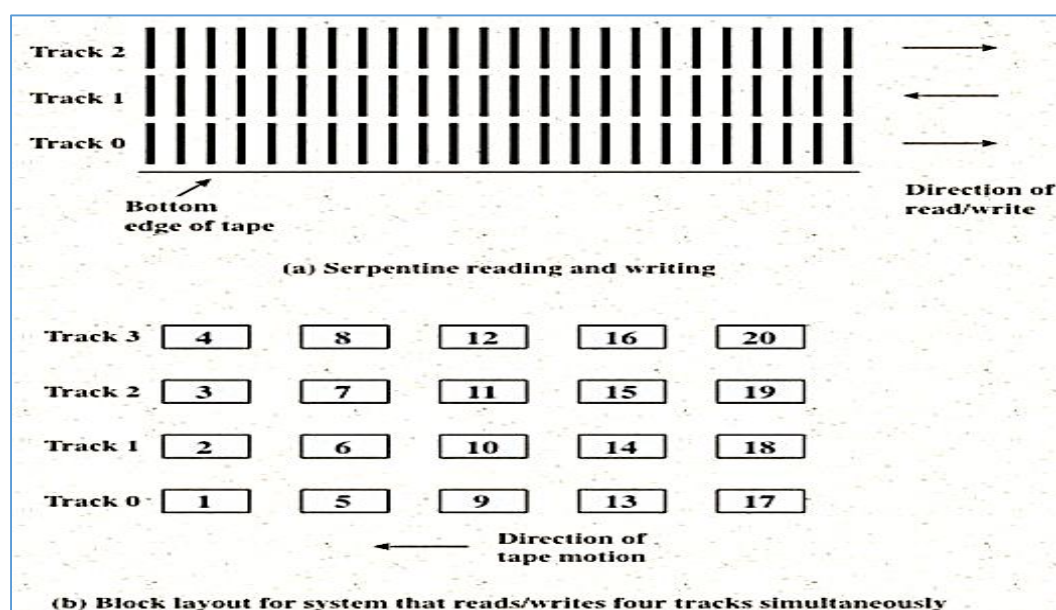 Track 2
Track 1
Track 0
Bottom
edge of tape
Direction of
read/write
(a) Serpentine reading and writing
Track 3 4 8 12 16 20
Track 2 3 7 11 15 19
Track 1 2 6 10 14 18
Track 0 1 5 9 13 17
Direction of
tape motion
(b) Block layout for system that reads/writes four tracks simultaneously